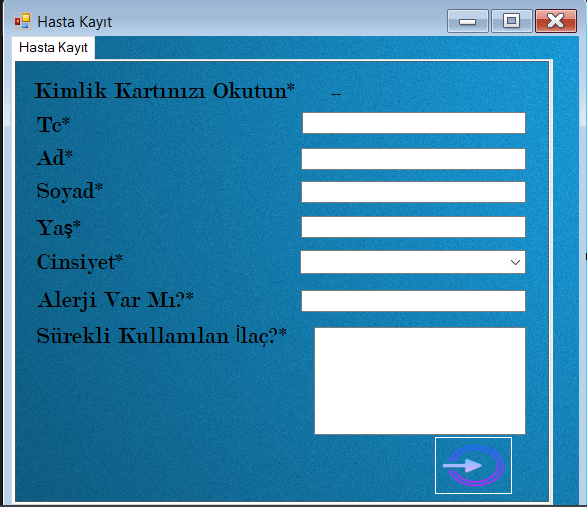 Hasta Kayıt
Hasta Kayıt
Kimlik Kartınızı Okutun* --
Tc*
Ad*
Soyad*
Yaş*
Cinsiyet*
Alerji Var Mı?*
Sürekli Kullanılan İlaç?*